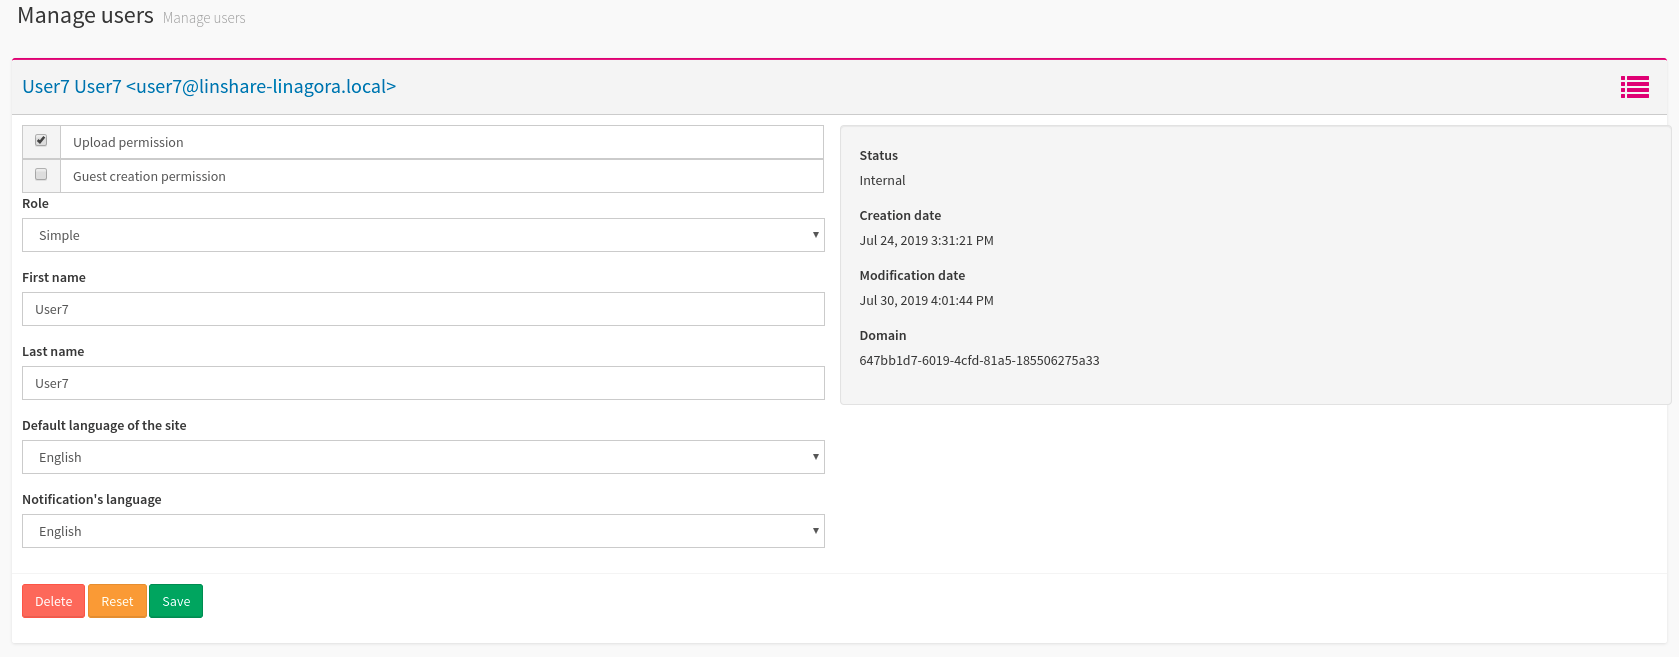 Manage users Manage users
User7 User7 <user7@linshare-linagora.local>
Upload permission
Guest creation permission
Role
Simple
First name
User7
Last name
User7
Default language of the site
English
Notification's language
English
Delete Reset Save
Status
Internal
Creation date
Jul 24, 2019 3:31:21 PM
Modification date
Jul 30, 2019 4:01:44 PM
Domain
647bb1d7-6019-4cfd-81a5-185506275a33